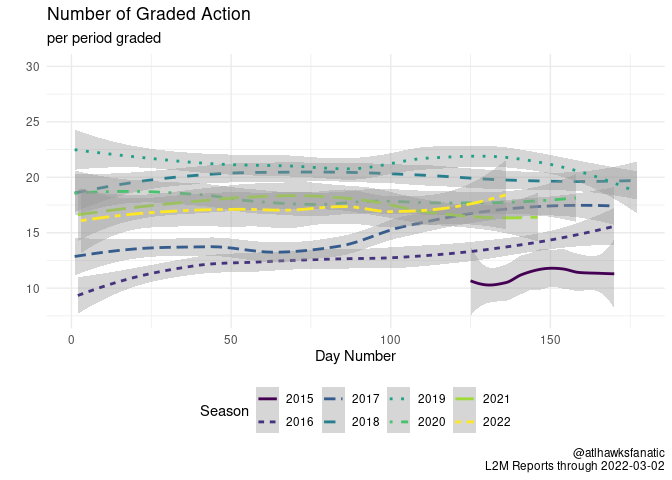 Number of Graded Action
per period graded
30
25
20
15
10
0 50 100 150
Day Number
Season
2015 2017 2019 2021
2016 2018 2020 2022
@atlhawksfanatic
L2M Reports through 2022-03-02